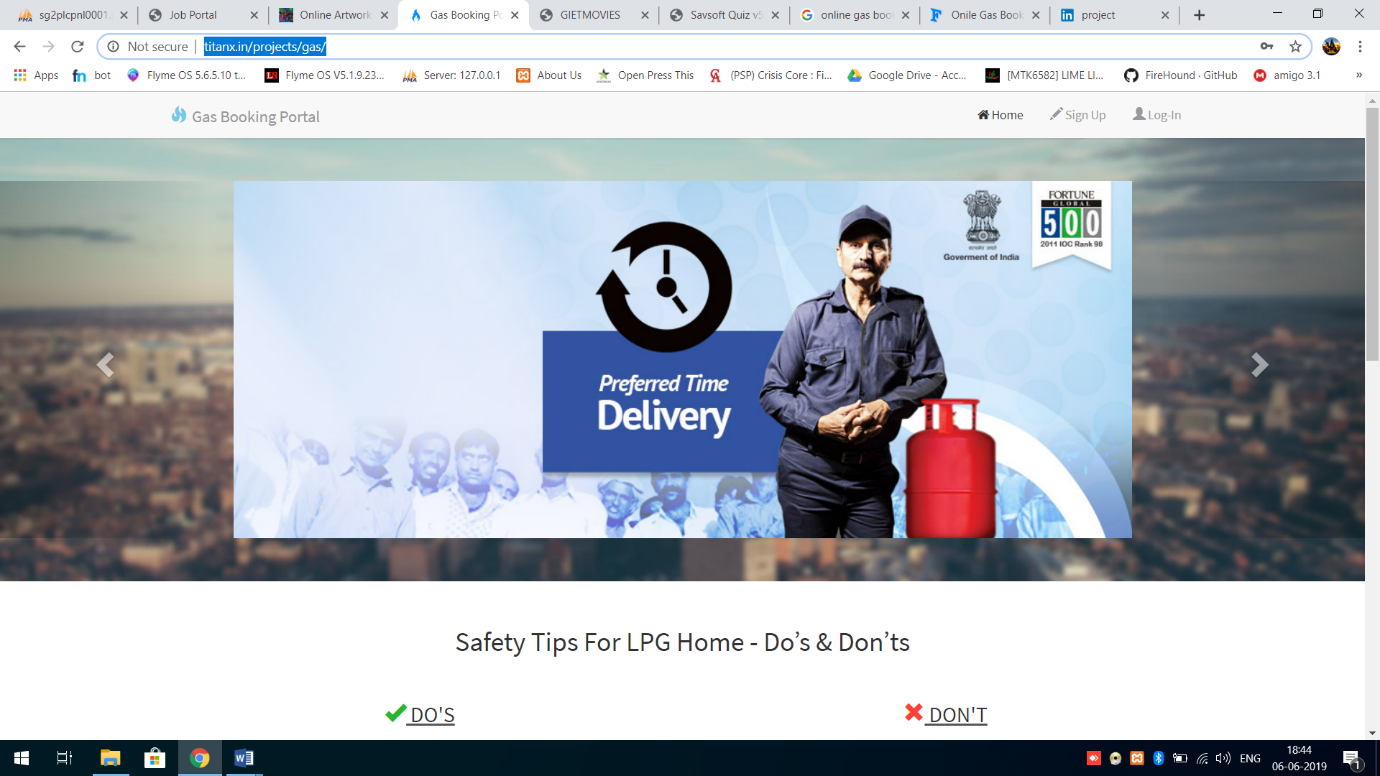 sg2plcpnl0001.
Job Portal
Online Artwork
Gas Booking Po
GIETMOVIES
Savsoft Quiz v5
online gas boo
Onile Gas Book
project
Not secure
titanx.in/projects/gas/
Apps
bot
Flyme OS 5.6.5.10 t...
Flyme OS V5.1.9.23...
Server: 127.0.0.1
About Us
Open Press This
(PSP) Crisis Core : Fi...
Google Drive - Acc...
[MTK6582] LIME LI...
FireHound · GitHub
amigo 3.1
»
Gas Booking Portal
Home
Sign Up
Log-In
FORTUNE
GLOBAL
500
2011 IOC Rank 98
Goverment of India
Preferred Time
Delivery
Safety Tips For LPG Home - Do’s & Don’ts
DO'S
DON'T
ENG
18:44
06-06-2019
1